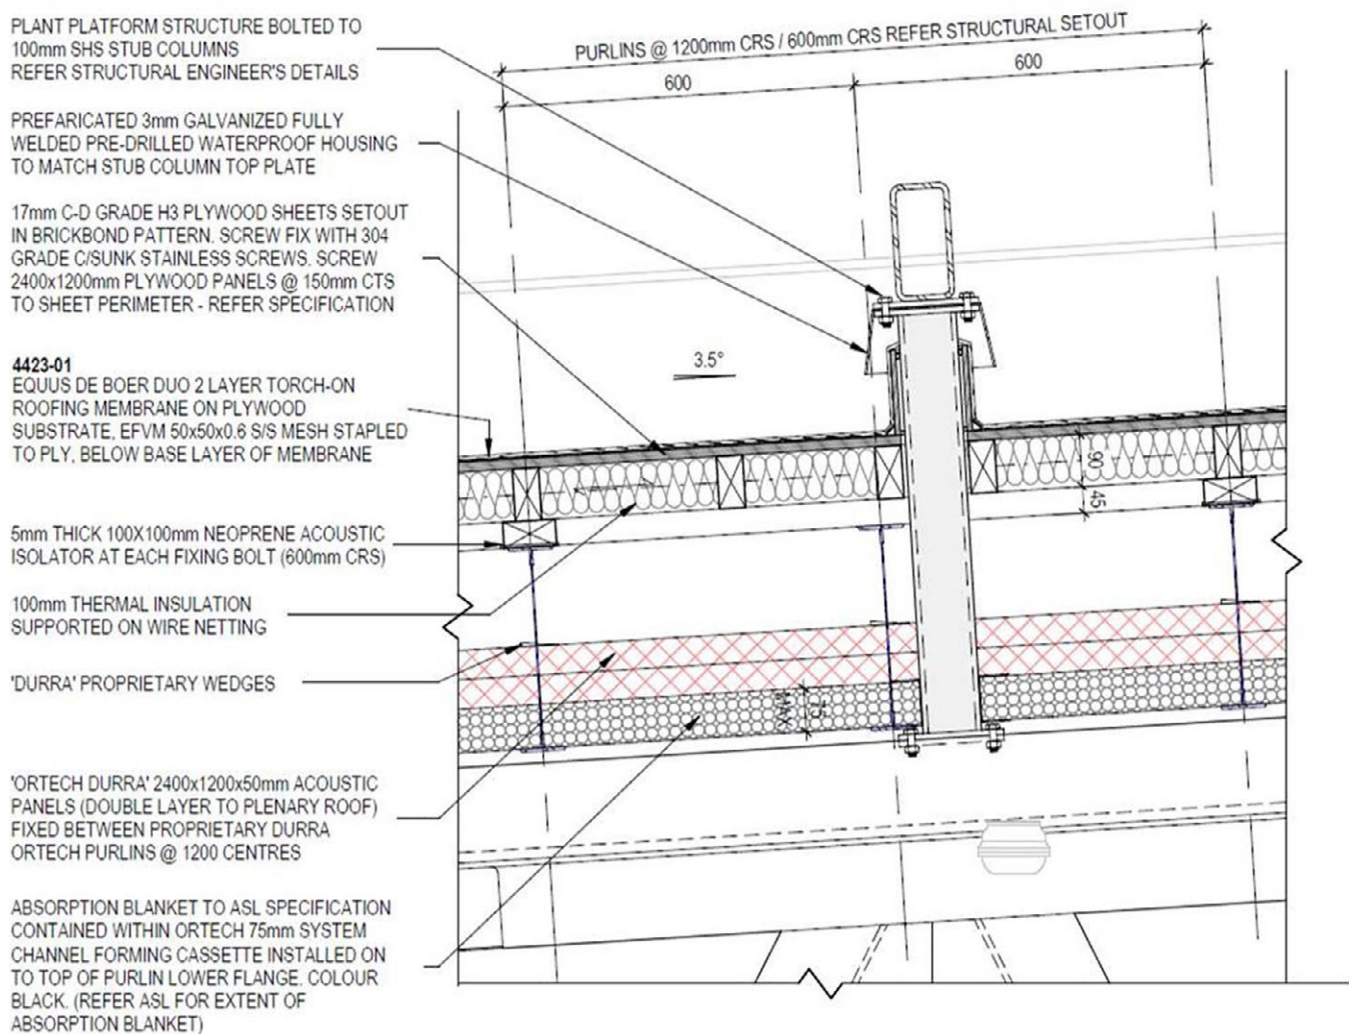 PLANT PLATFORM STRUCTURE BOLTED TO
100mm SHS STUB COLUMNS
REFER STRUCTURAL ENGINEER'S DETAILS
PREFARICATED 3mm GALVANIZED FULLY
WELDED PRE-DRILLED WATERPROOF HOUSING
TO MATCH STUB COLUMN TOP PLATE
17mm C-D GRADE H3 PLYWOOD SHEETS SETOUT
IN BRICKBOND PATTERN. SCREW FIX WITH 304
GRADE C/SUNK STAINLESS SCREWS. SCREW
2400x1200mm PLYWOOD PANELS @ 150mm CTS
TO SHEET PERIMETER - REFER SPECIFICATION
4423-01
EQUUS DE BOER DUO 2 LAYER TORCH-ON
ROOFING MEMBRANE ON PLYWOOD
SUBSTRATE, EFVM 50x50x0.6 S/S MESH STAPLED
TO PLY, BELOW BASE LAYER OF MEMBRANE
5mm THICK 100X100mm NEOPRENE ACOUSTIC
ISOLATOR AT EACH FIXING BOLT (600mm CRS)
100mm THERMAL INSULATION
SUPPORTED ON WIRE NETTING
'DURRA' PROPRIETARY WEDGES
'ORTECH DURRA' 2400x1200x50mm ACOUSTIC
PANELS (DOUBLE LAYER TO PLENARY ROOF)
FIXED BETWEEN PROPRIETARY DURRA
ORTECH PURLINS @ 1200 CENTRES
ABSORPTION BLANKET TO ASL SPECIFICATION
CONTAINED WITHIN ORTECH 75mm SYSTEM
CHANNEL FORMING CASSETTE INSTALLED ON
TO TOP OF PURLIN LOWER FLANGE. COLOUR
BLACK. (REFER ASL FOR EXTENT OF
ABSORPTION BLANKET)
PURLINS @ 1200mm CRS / 600mm CRS REFER STRUCTURAL SETOUT
600
600
3.5°
90
45
75
MAX